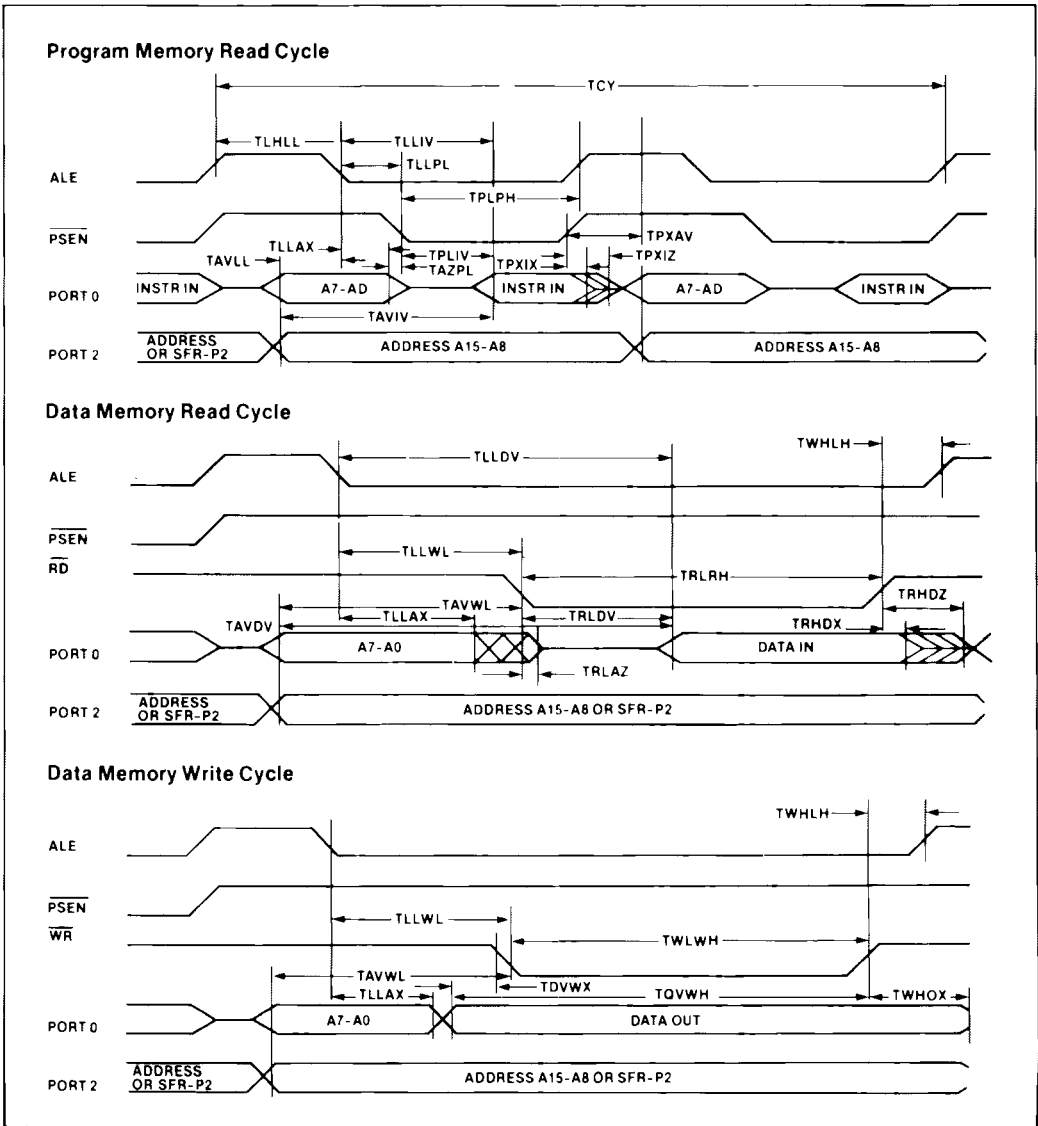 Program Memory Read Cycle
TCY
TLHLL
TLLIV
TLLPL
ALE
TPLPH
PSEN
TPXAV
TLLAX
TPLIV
TPXIZ
TAVLL
TAZPL
TPXIX
PORT 0
INSTR IN
A7-AD
INSTR IN
A7-AD
INSTR IN
TAVIV
PORT 2
ADDRESS
OR SFR-P2
ADDRESS A15-A8
ADDRESS A15-A8
Data Memory Read Cycle
TWHLH
TLLDV
ALE
PSEN
TLLWL
RD
TRLRH
TAVWL
TRHDZ
TAVDV
TLLAX
TRLDV
TRHDX
PORT 0
A7-A0
DATA IN
TRLAZ
PORT 2
ADDRESS
OR SFR-P2
ADDRESS A15-A8 OR SFR-P2
Data Memory Write Cycle
TWHLH
ALE
PSEN
TLLWL
WR
TWLWH
TAVWL
TDVWX
TLLAX
TQVWH
TWHOX
PORT 0
A7-A0
DATA OUT
PORT 2
ADDRESS
OR SFR-P2
ADDRESS A15-A8 OR SFR-P2